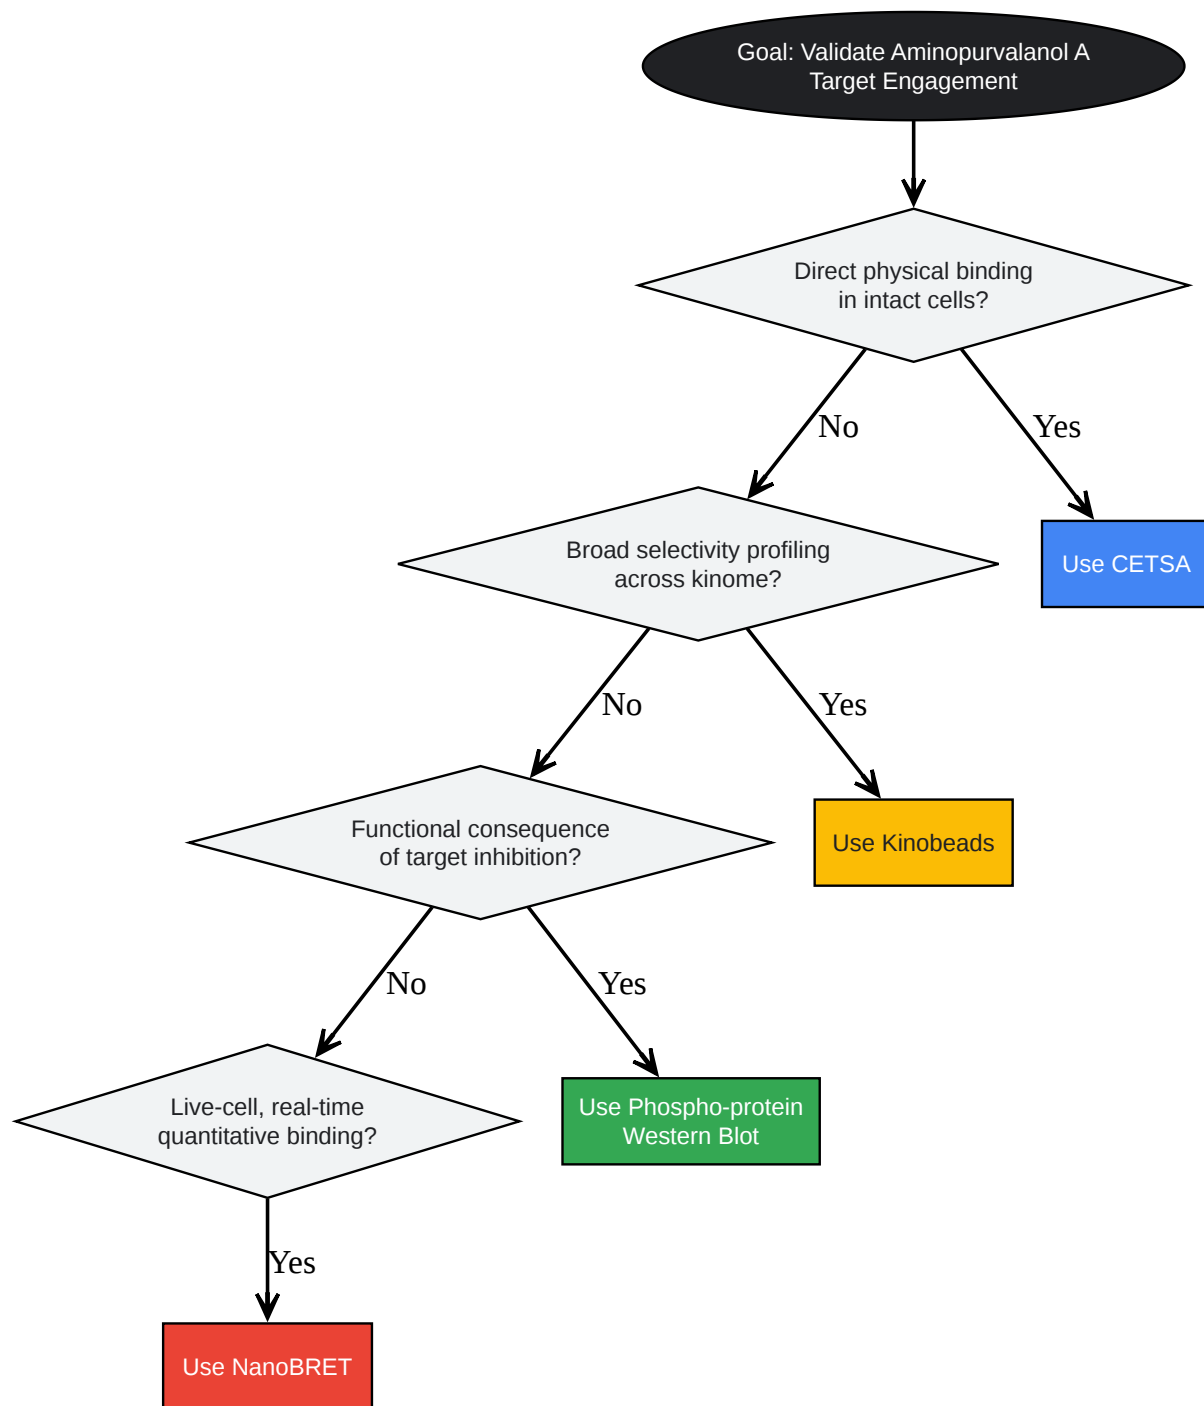 Goal: Validate Aminopurvalanol A
Target Engagement
Direct physical binding
in intact cells?
No
Yes
Broad selectivity profiling
across kinome?
Use CETSA
No
Yes
Functional consequence
of target inhibition?
Use Kinobeads
No
Yes
Live-cell, real-time
quantitative binding?
Use Phospho-protein
Western Blot
Yes
Use NanoBRET